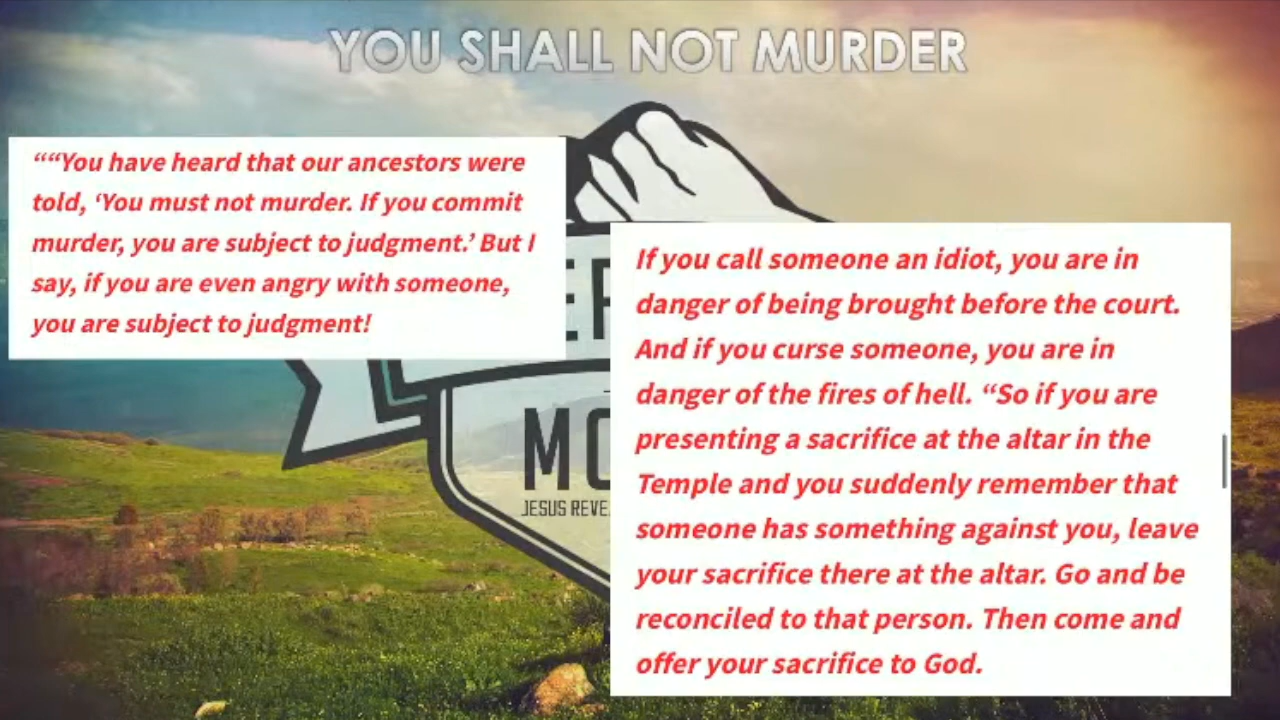 YOU SHALL NOT MURDER
““You have heard that our ancestors were
told, ‘You must not murder. If you commit
murder, you are subject to judgment.’ But I
say, if you are even angry with someone,
you are subject to judgment!
If you call someone an idiot, you are in
danger of being brought before the court.
And if you curse someone, you are in
danger of the fires of hell. “So if you are
presenting a sacrifice at the altar in the
Temple and you suddenly remember that
someone has something against you, leave
your sacrifice there at the altar. Go and be
reconciled to that person. Then come and
offer your sacrifice to God.
JESUS